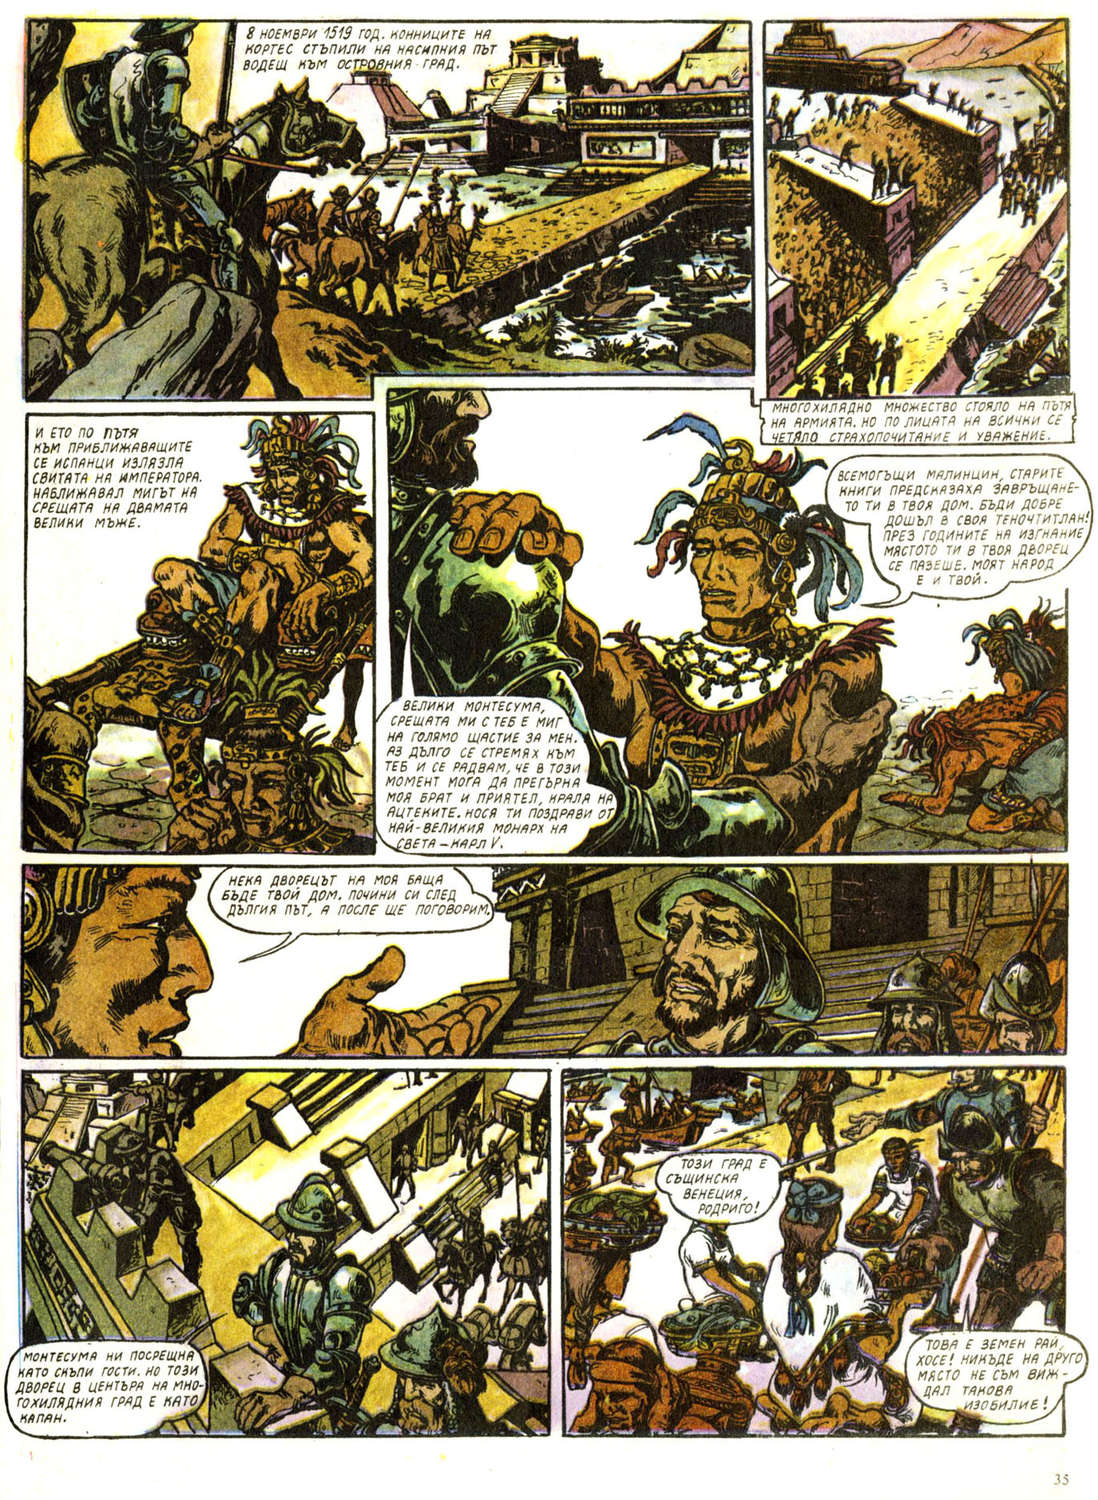 8 НОЕМВРИ 1519 ГОД. КОННИЦИТЕ НА
КОРТЕС СТЪПИЛИ НА НАСИПНИЯ ПЪТ
ВОДЕЩ КЪМ ОСТРОВНИЯ ГРАД.
МНОГОХИЛЯДНО МНОЖЕСТВО СТОЯЛО НА ПЪТЯ
НА АРМИЯТА. НО ПО ЛИЦАТА НА ВСИЧКИ СЕ
ЧЕТЯЛО СТРАХОПОЧИТАНИЕ И УВАЖЕНИЕ.
И ЕТО ПО ПЪТЯ
КЪМ ПРИБЛИЖАВАЩИТЕ
СЕ ИСПАНЦИ ИЗЛЯЗЛА
СВИТАТА НА ИМПЕРАТОРА.
НАБЛИЖАВАЛ МИГЪТ НА
СРЕЩАТА НА ДВАМАТА
ВЕЛИКИ МЪЖЕ.
ВСЕМОГЪЩИ МАЛИНЦИН, СТАРИТЕ
КНИГИ ПРЕДСКАЗАХА ЗАВРЪЩАНЕ-
ТО ТИ В ТВОЯ ДОМ. БЪДИ ДОБРЕ
ДОШЪЛ В СВОЯ ТЕНОЧТИТЛАН!
ПРЕЗ ГОДИНИТЕ НА ИЗГНАНИЕ
МЯСТОТО ТИ В ТВОЯ ДВОРЕЦ
СЕ ПАЗЕШЕ. МОЯТ НАРОД
Е И ТВОЙ.
ВЕЛИКИ МОНТЕСУМА,
СРЕЩАТА МИ С ТЕБ Е МИГ
НА ГОЛЯМО ЩАСТИЕ ЗА МЕН.
АЗ ДЪЛГО СЕ СТРЕМЯХ КЪМ
ТЕБ И СЕ РАДВАМ, ЧЕ В ТОЗИ
МОМЕНТ МОГА ДА ПРЕГЪРНА
МОЯ БРАТ И ПРИЯТЕЛ, КРАЛЯ НА
АЦТЕКИТЕ. НОСЯ ТИ ПОЗДРАВИ ОТ
НАЙ-ВЕЛИКИЯ МОНАРХ НА
СВЕТА – КАРЛ V.
НЕКА ДВОРЕЦЪТ НА МОЯ БАЩА
БЪДЕ ТВОЙ ДОМ. ПОЧИНИ СИ СЛЕД
ДЪЛГИЯ ПЪТ, А ПОСЛЕ ЩЕ ПОГОВОРИМ.
МОНТЕСУМА НИ ПОСРЕЩНА
КАТО СКЪПИ ГОСТИ. НО ТОЗИ
ДВОРЕЦ В ЦЕНТЪРА НА МНО-
ГОХИЛЯДНИЯ ГРАД Е КАТО
КАПАН.
ТОЗИ ГРАД Е
СЪЩИНСКА
ВЕНЕЦИЯ,
РОДРИГО!
ТОВА Е ЗЕМЕН РАЙ,
ХОСЕ! НИКЪДЕ НА ДРУГО
МЯСТО НЕ СЪМ ВИЖ-
ДАЛ ТАКОВА
ИЗОБИЛИЕ!
35